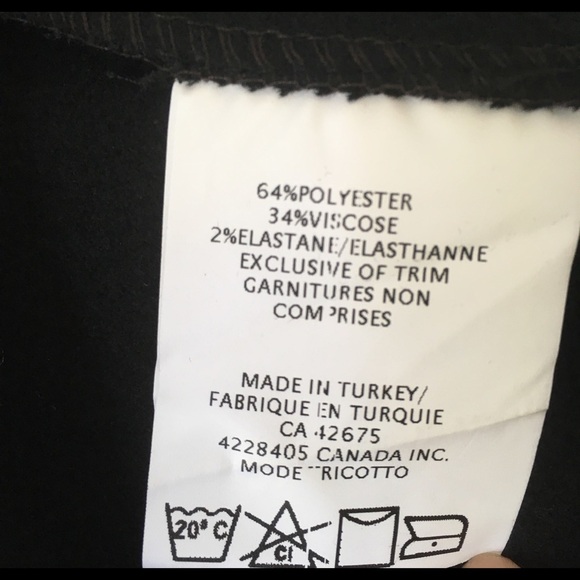 64%POLYESTER
34%VISCOSE
2%ELASTANE/ELASTHANNE
EXCLUSIVE OF TRIM
GARNITURES NON
COMPRISES
MADE IN TURKEY/
FABRIQUE EN TURQUIE
CA 42675
4228405 CANADA INC.
MODE TRICOTTO
20° C
Cl